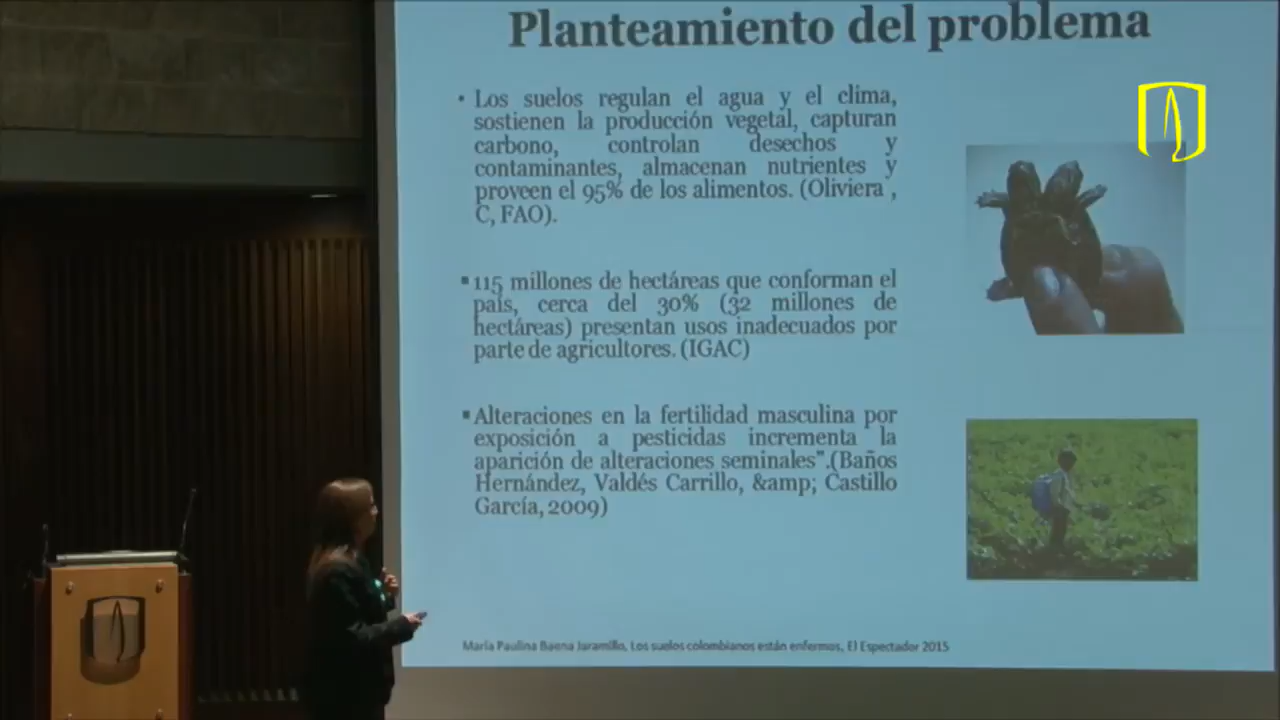 Planteamiento del problema
• Los suelos regulan el agua y el clima,
sostienen la producción vegetal, capturan
carbono, controlan desechos y
contaminantes, almacenan nutrientes y
proveen el 95% de los alimentos. (Oliviera ,
C, FAO).
▪ 115 millones de hectáreas que conforman el
país, cerca del 30% (32 millones de
hectáreas) presentan usos inadecuados por
parte de agricultores. (IGAC)
▪ Alteraciones en la fertilidad masculina por
exposición a pesticidas incrementa la
aparición de alteraciones seminales”.(Baños
Hernández, Valdés Carrillo, &amp; Castillo
García, 2009)
María Paulina Baena Jaramillo, Los suelos colombianos están enfermos, El Espectador 2015